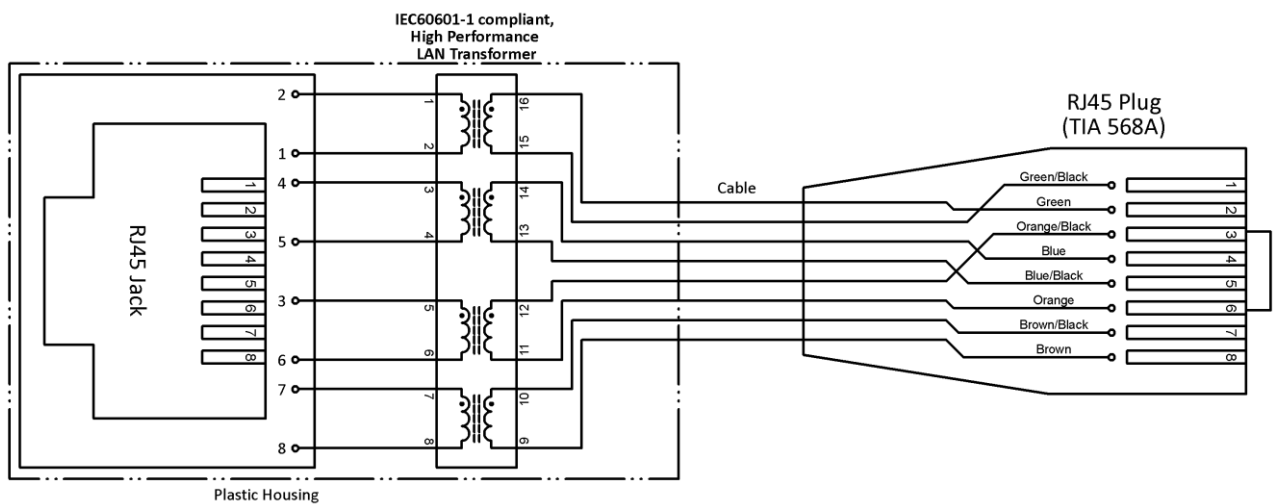 IEC60601-1 compliant,
High Performance
LAN Transformer
RJ45 Plug
(TIA 568A)
Cable
RJ45 Jack
1
2
3
4
5
6
7
8
2
1
4
5
3
6
7
8
1
2
3
4
5
6
7
8
16
15
14
13
12
11
10
9
Green/Black
Green
Orange/Black
Blue
Blue/Black
Orange
Brown/Black
Brown
1
2
3
4
5
6
7
8
Plastic Housing